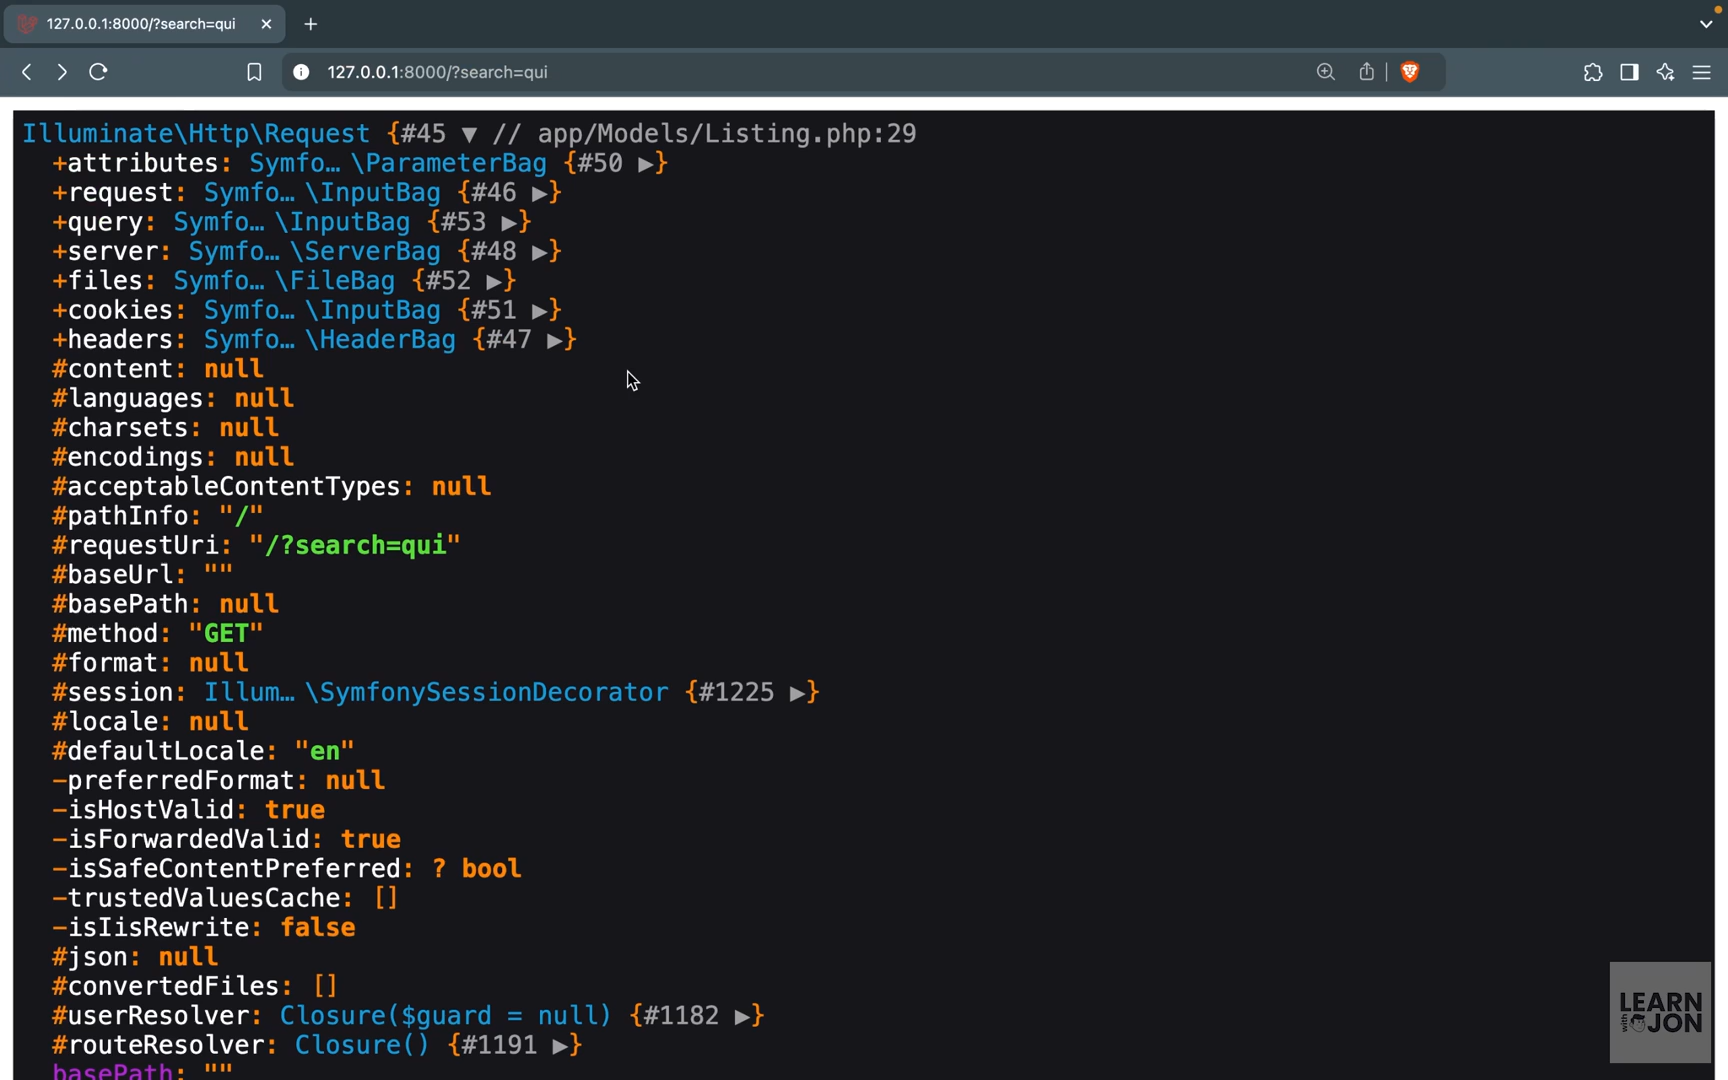 127.0.0.1:8000/?search=qui
127.0.0.1:8000/?search=qui
Illuminate\Http\Request {#45 ▼ // app/Models/Listing.php:29
+attributes: Symfo… \ParameterBag {#50 ▶}
+request: Symfo… \InputBag {#46 ▶}
+query: Symfo… \InputBag {#53 ▶}
+server: Symfo… \ServerBag {#48 ▶}
+files: Symfo… \FileBag {#52 ▶}
+cookies: Symfo… \InputBag {#51 ▶}
+headers: Symfo… \HeaderBag {#47 ▶}
#content: null
#languages: null
#charsets: null
#encodings: null
#acceptableContentTypes: null
#pathInfo: "/"
#requestUri: "/?search=qui"
#baseUrl: ""
#basePath: null
#method: "GET"
#format: null
#session: Illum… \SymfonySessionDecorator {#1225 ▶}
#locale: null
#defaultLocale: "en"
-preferredFormat: null
-isHostValid: true
-isForwardedValid: true
-isSafeContentPreferred: ? bool
-trustedValuesCache: []
-isIisRewrite: false
#json: null
#convertedFiles: []
#userResolver: Closure($guard = null) {#1182 ▶}
#routeResolver: Closure() {#1191 ▶}
basePath: ""
LEARN
with JON